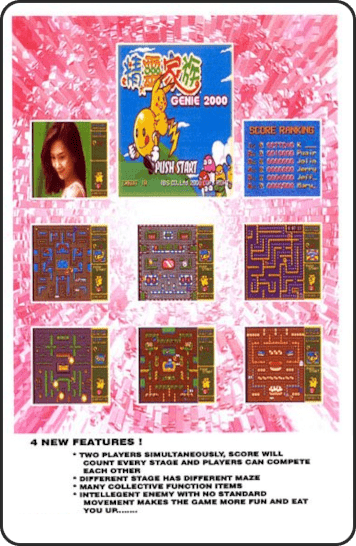 精靈家族
GENIE 2000
PUSH START
SCORE RANKING
4 NEW FEATURES !
* TWO PLAYERS SIMULTANEOUSLY, SCORE WILL
COUNT EVERY STAGE AND PLAYERS CAN COMPETE
EACH OTHER
* DIFFERENT STAGE HAS DIFFERENT MAZE
* MANY COLLECTIVE FUNCTION ITEMS
* INTELLEGENT ENEMY WITH NO STANDARD
MOVEMENT MAKES THE GAME MORE FUN AND EAT
YOU UP.......